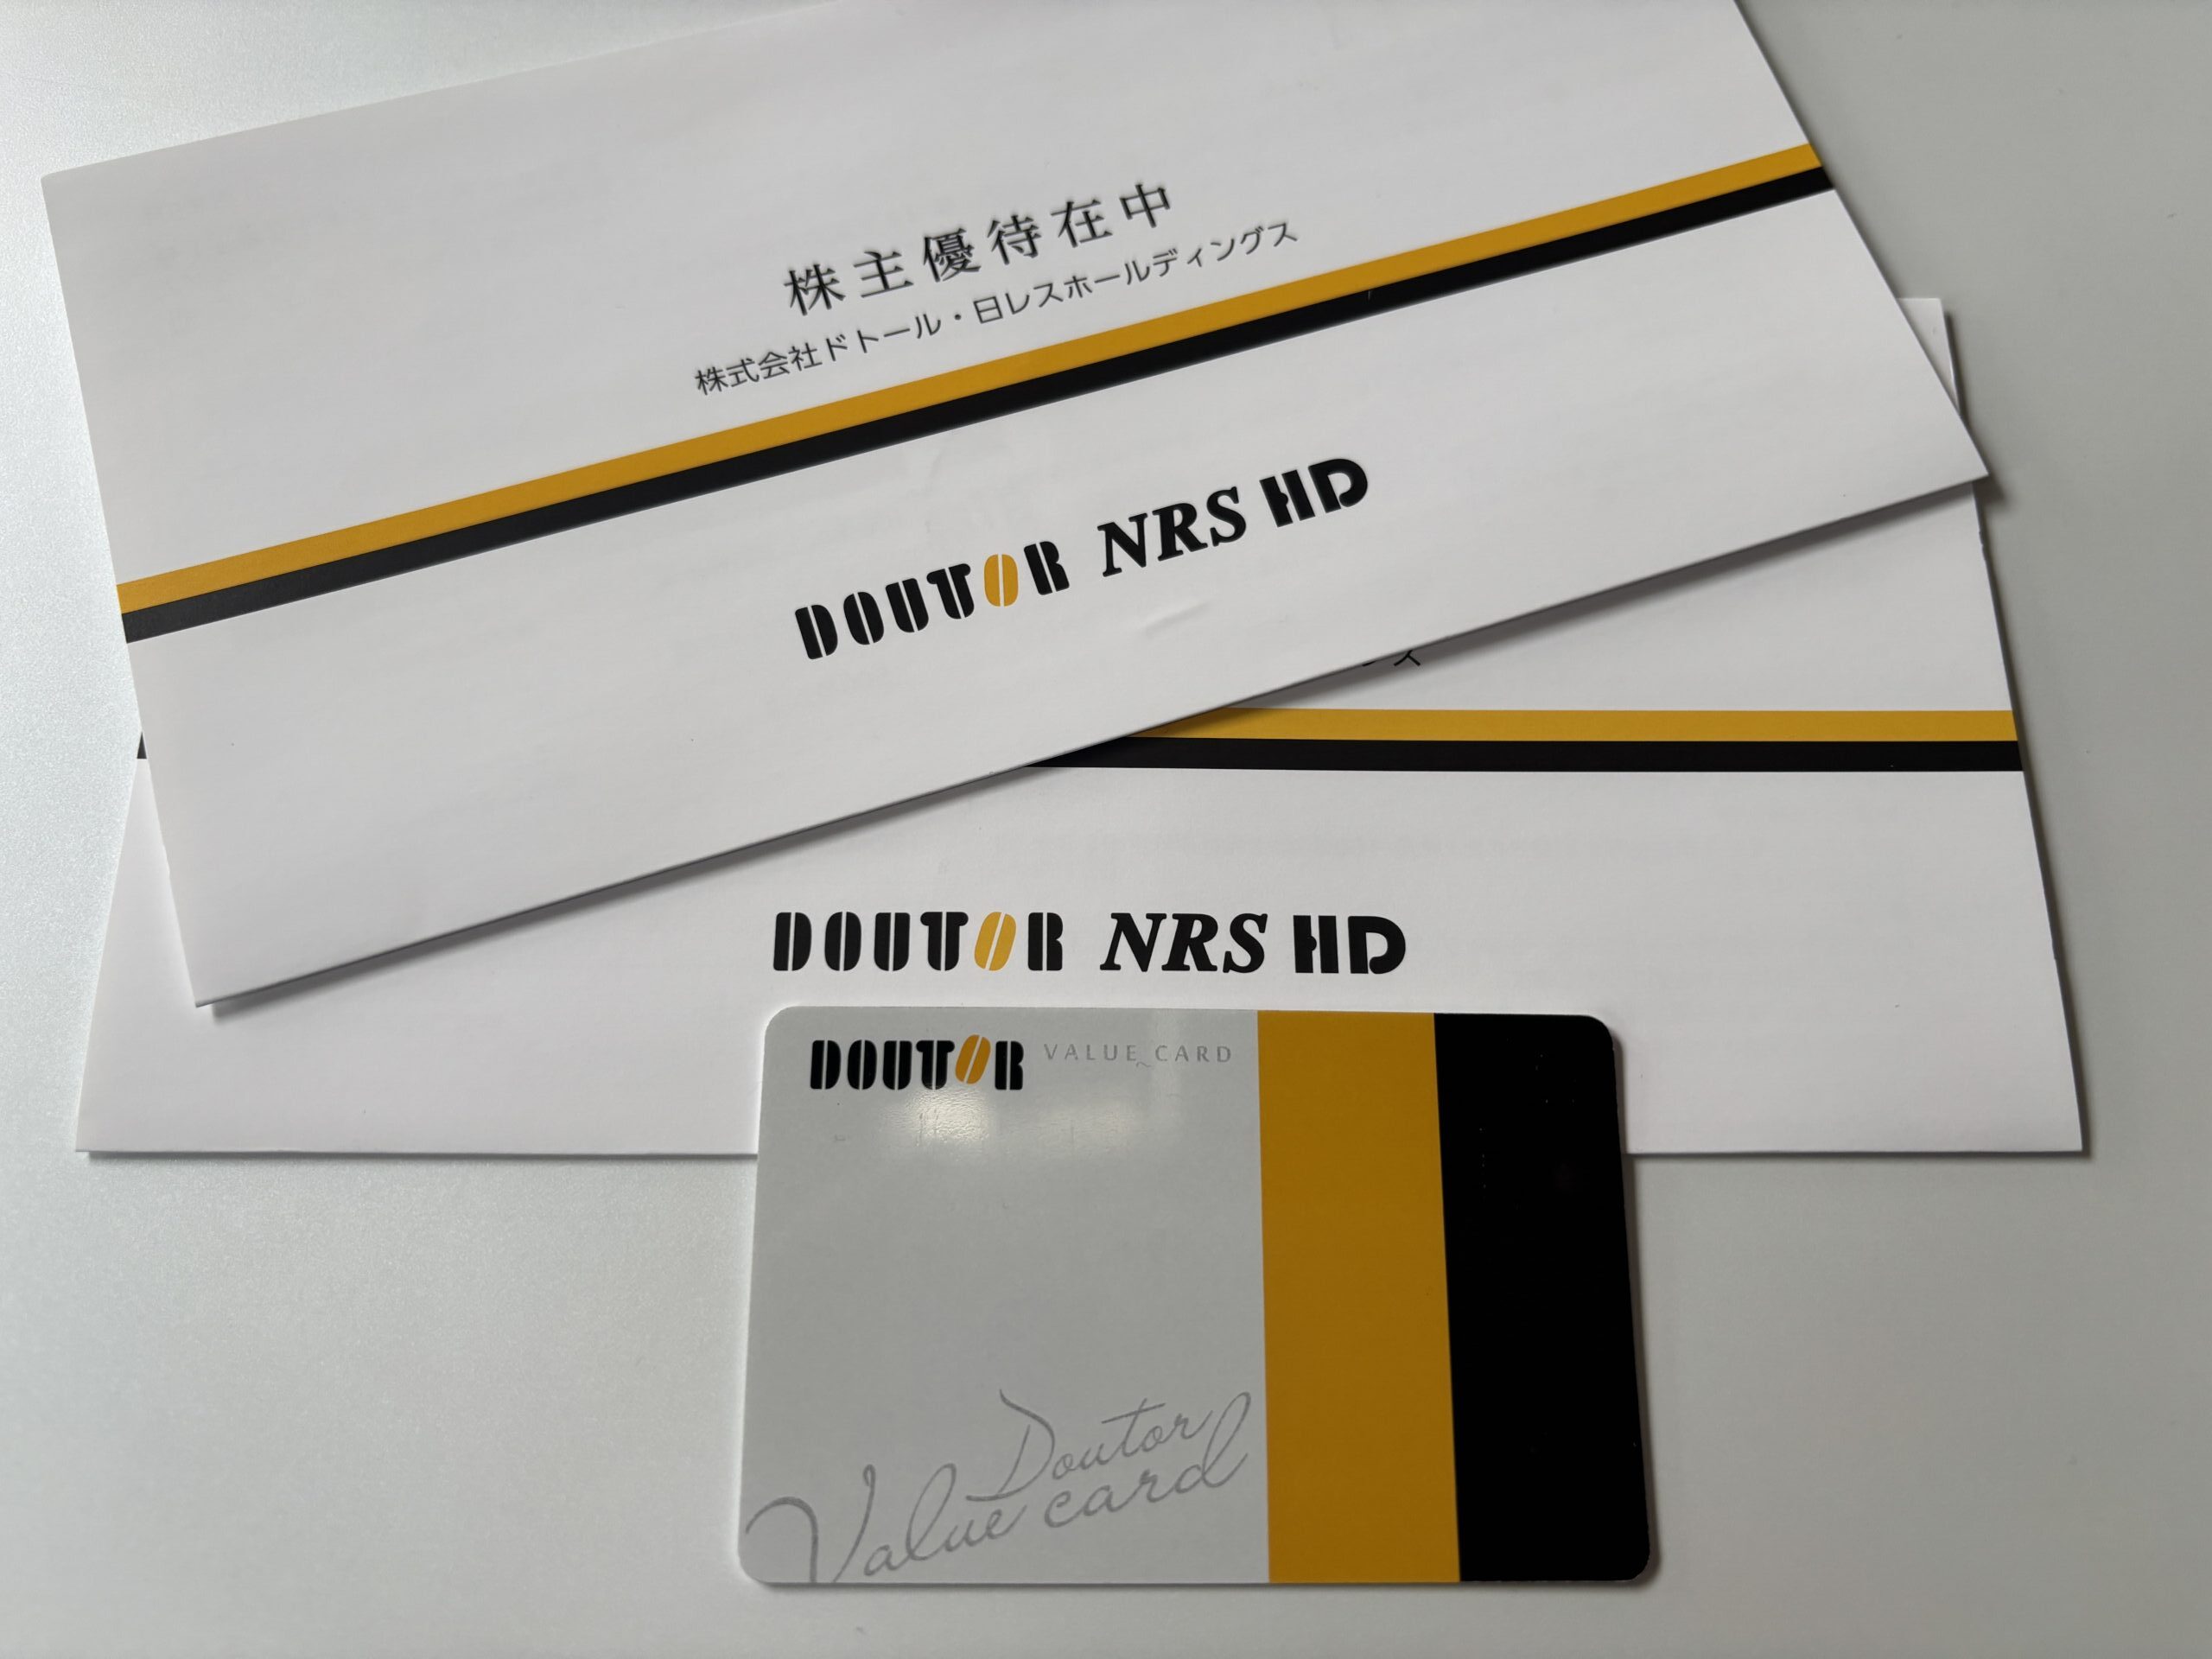 株主優待在中
株式会社ドトール・日レスホールディングス
DOUTOR NRS HD
ス
DOUTOR NRS HD
DOUTOR VALUE CARD
Doutor
Value card